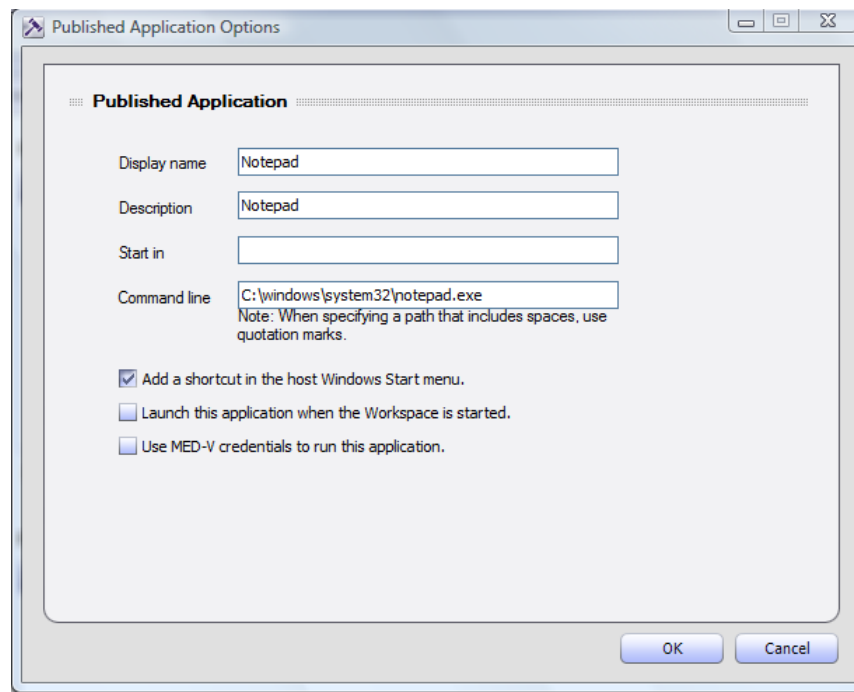 Published Application Options
Published Application
Display name Notepad
Description Notepad
Start in
Command line C:\windows\system32\notepad.exe
Note: When specifying a path that includes spaces, use
quotation marks.
Add a shortcut in the host Windows Start menu.
Launch this application when the Workspace is started.
Use MED-V credentials to run this application.
OK Cancel